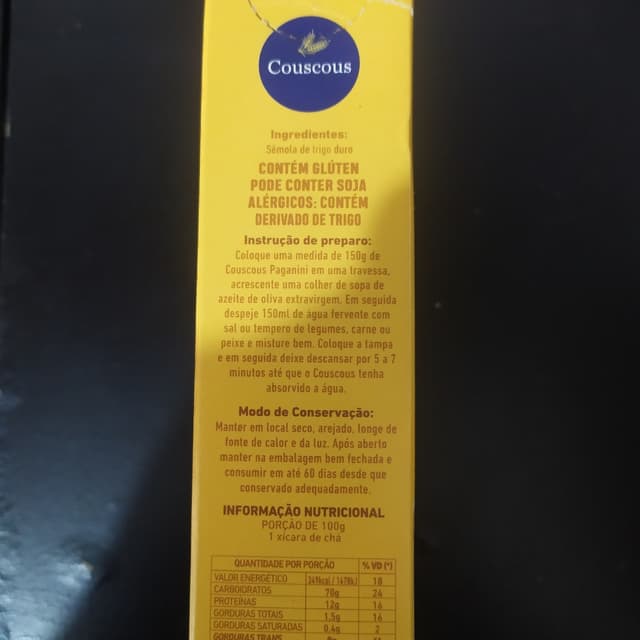 Couscous
Ingredientes:
Sêmola de trigo duro
CONTÉM GLÚTEN
PODE CONTER SOJA
ALÉRGICOS: CONTÉM
DERIVADO DE TRIGO
Instrução de preparo:
Coloque uma medida de 150g de
Couscous Paganini em uma travessa,
acrescente uma colher de sopa de
azeite de oliva extravirgem. Em seguida
despeje 150ml de água fervente com
sal ou tempero de legumes, carne ou
peixe e misture bem. Coloque a tampa
e em seguida deixe descansar por 5 a 7
minutos até que o Couscous tenha
absorvido a água.
Modo de Conservação:
Manter em local seco, arejado, longe de
fonte de calor e da luz. Após aberto
manter na embalagem bem fechada e
consumir em até 60 dias desde que
conservado adequadamente.
INFORMAÇÃO NUTRICIONAL
PORÇÃO DE 100g
1 xícara de chá
QUANTIDADE POR PORÇÃO % VD (*)
VALOR ENERGÉTICO 18
CARBOIDRATOS 70g 24
PROTEÍNAS 12g 16
GORDURAS TOTAIS 1,5g 16
GORDURAS SATURADAS 0,4g 2
GORDURAS TRANS